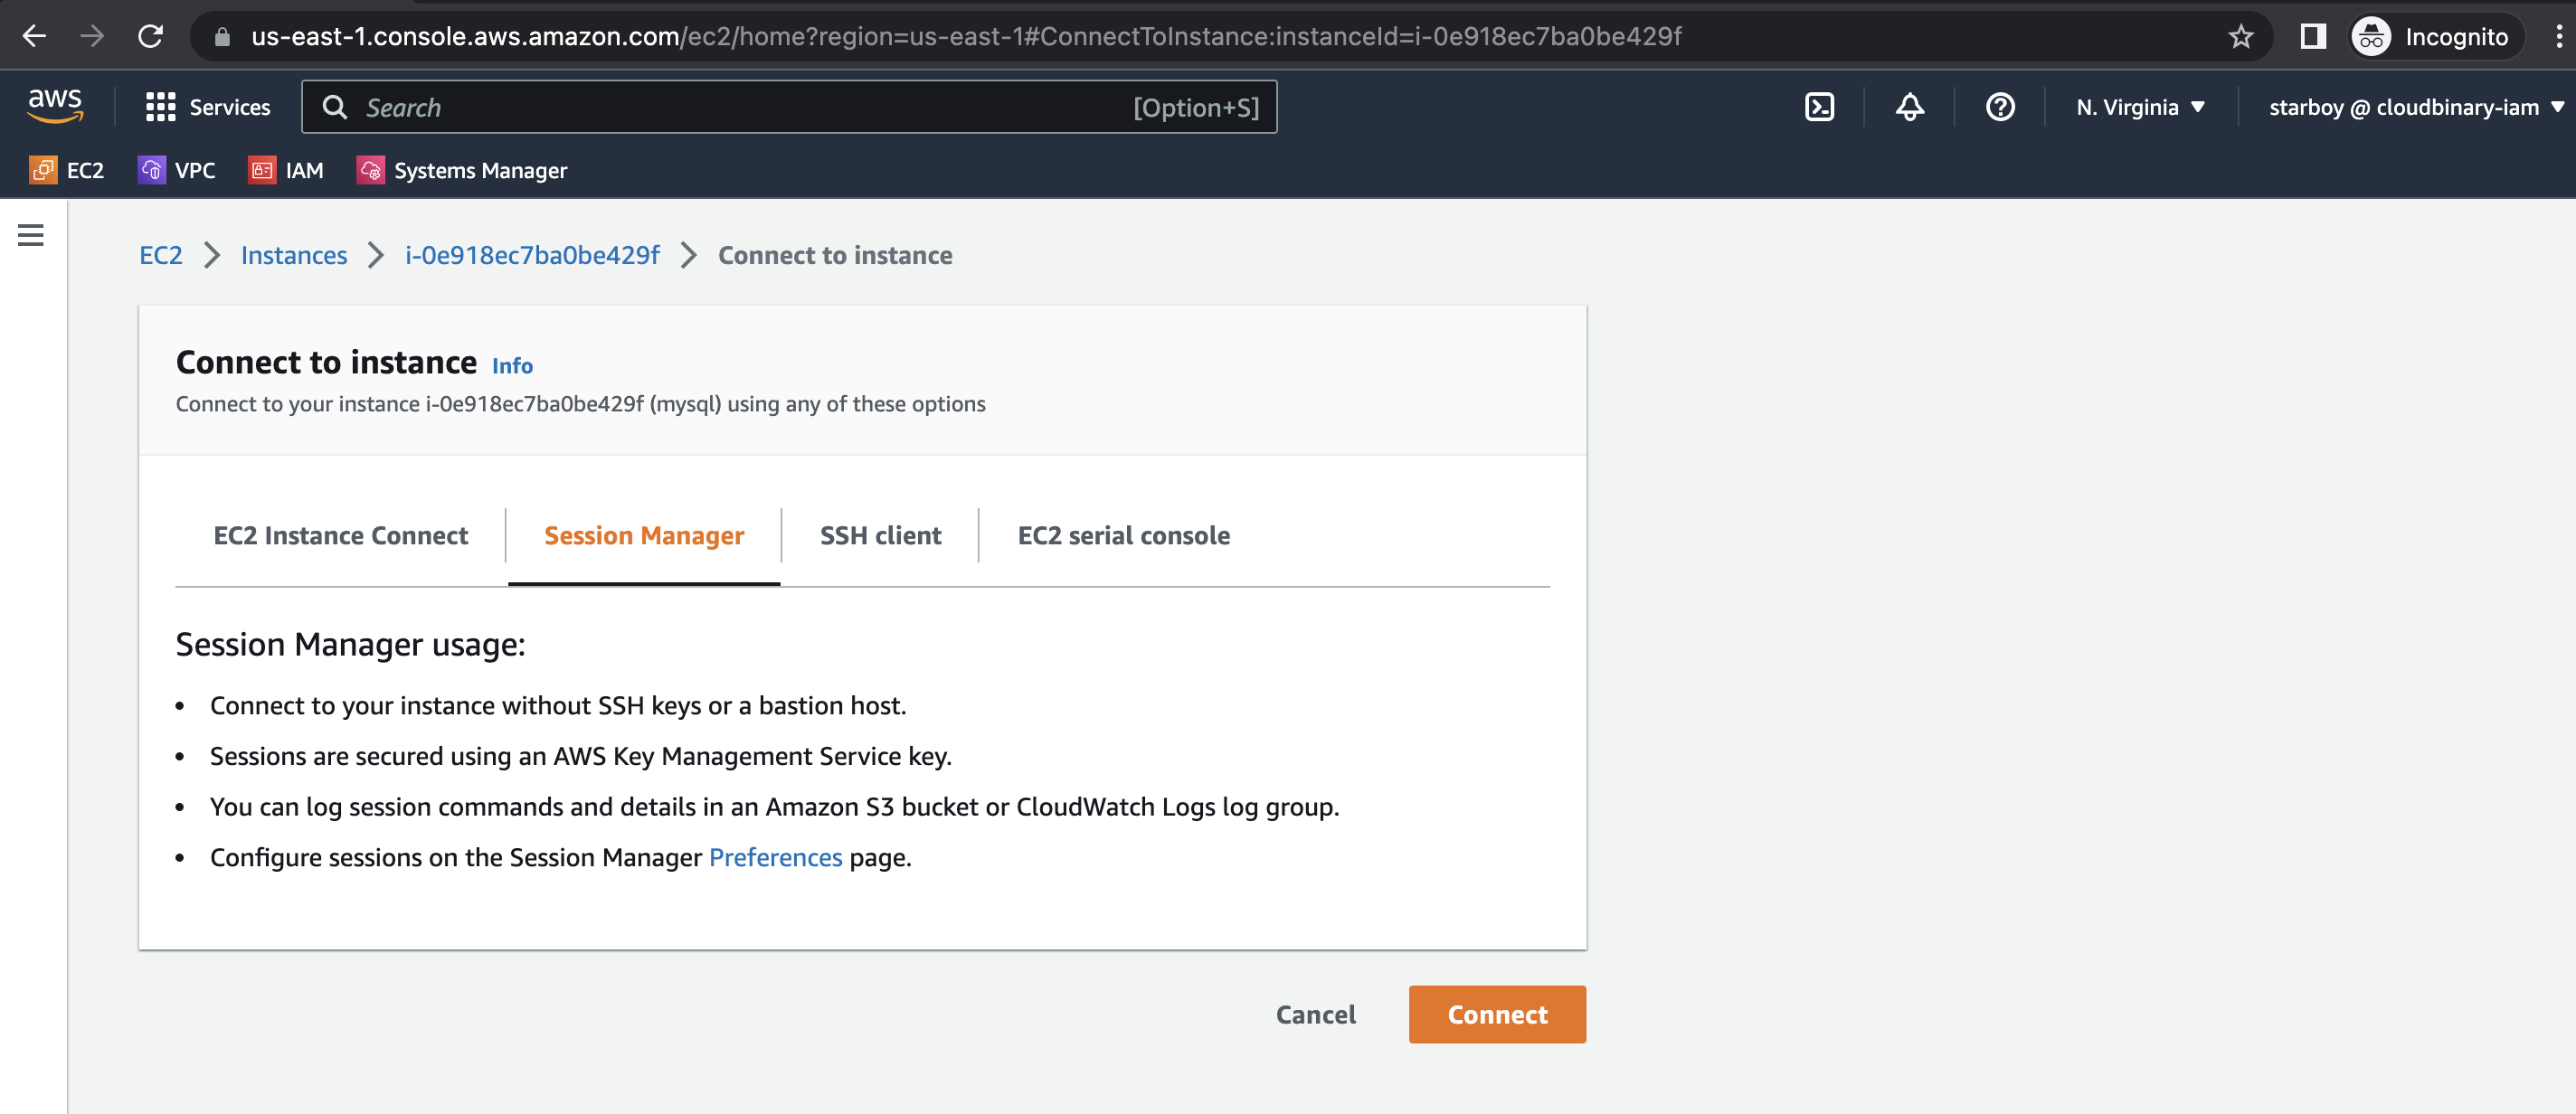 us-east-1.console.aws.amazon.com/ec2/home?region=us-east-1#ConnectToInstance:instanceId=i-0e918ec7ba0be429f
Incognito
aws
Services
Search
[Option+S]
N. Virginia
starboy @ cloudbinary-iam
EC2
VPC
IAM
Systems Manager
EC2 > Instances > i-0e918ec7ba0be429f > Connect to instance
Connect to instance Info
Connect to your instance i-0e918ec7ba0be429f (mysql) using any of these options
EC2 Instance Connect
Session Manager
SSH client
EC2 serial console
Session Manager usage:
• Connect to your instance without SSH keys or a bastion host.
• Sessions are secured using an AWS Key Management Service key.
• You can log session commands and details in an Amazon S3 bucket or CloudWatch Logs log group.
• Configure sessions on the Session Manager Preferences page.
Cancel
Connect